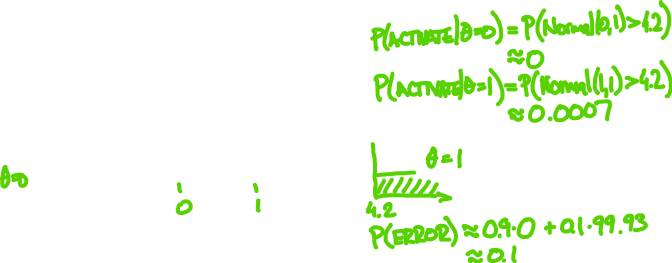 P(ACTIVATE|θ=0) = P(Normal(0,1)>4.2)
≈0
P(ACTIVATE|θ=1) = P(Normal(1,1)>4.2)
≈0.0007
θ=1
θ=0
0 1
4.2
P(ERROR) ≈ 0.9·0 + 0.1·99.93
≈0.1